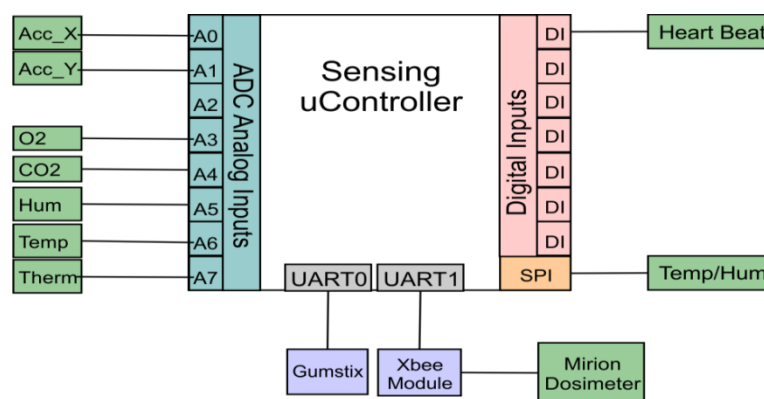 Acc_X
Acc_Y
O2
CO2
Hum
Temp
Therm
A0
A1
A2
A3
A4
A5
A6
A7
ADC Analog Inputs
Sensing
uController
UART0
UART1
Digital Inputs
DI
DI
DI
DI
DI
DI
DI
SPI
Heart Beat
Temp/Hum
Gumstix
Xbee
Module
Mirion
Dosimeter